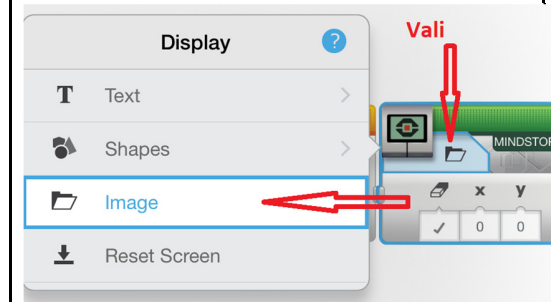 Display
?
Vali
Text
Shapes
MINDSTOR
Image
x y
0 0
Reset Screen